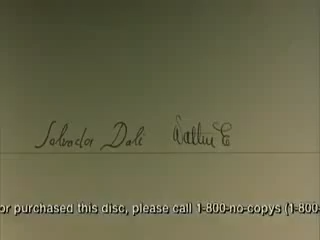 Salvador Dali
or purchased this disc, please call 1-800-no-copys (1-800-